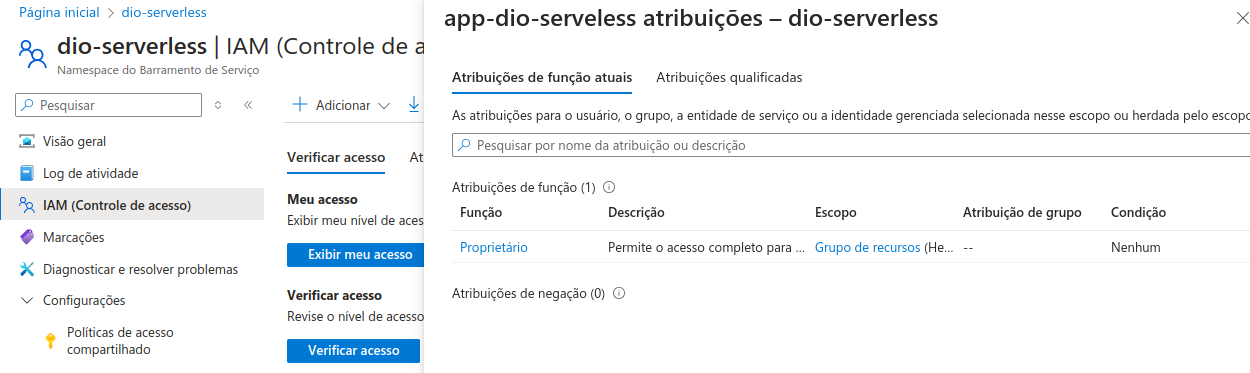 Página inicial > dio-serverless
dio-serverless | IAM (Controle de a
Namespace do Barramento de Serviço
Pesquisar
Visão geral
Log de atividade
IAM (Controle de acesso)
Marcações
Diagnosticar e resolver problemas
Configurações
Políticas de acesso
compartilhado
Adicionar
Verificar acesso At
Meu acesso
Exibir meu nível de aces
Exibir meu acesso
Verificar acesso
Revise o nível de acesso
Verificar acesso
app-dio-serveless atribuições – dio-serverless
Atribuições de função atuais Atribuições qualificadas
As atribuições para o usuário, o grupo, a entidade de serviço ou a identidade gerenciada selecionada nesse escopo ou herdada pelo escopo
Pesquisar por nome da atribuição ou descrição
Atribuições de função (1)
Função Descrição Escopo Atribuição de grupo Condição
Proprietário Permite o acesso completo para ... Grupo de recursos (He... -- Nenhum
Atribuições de negação (0)